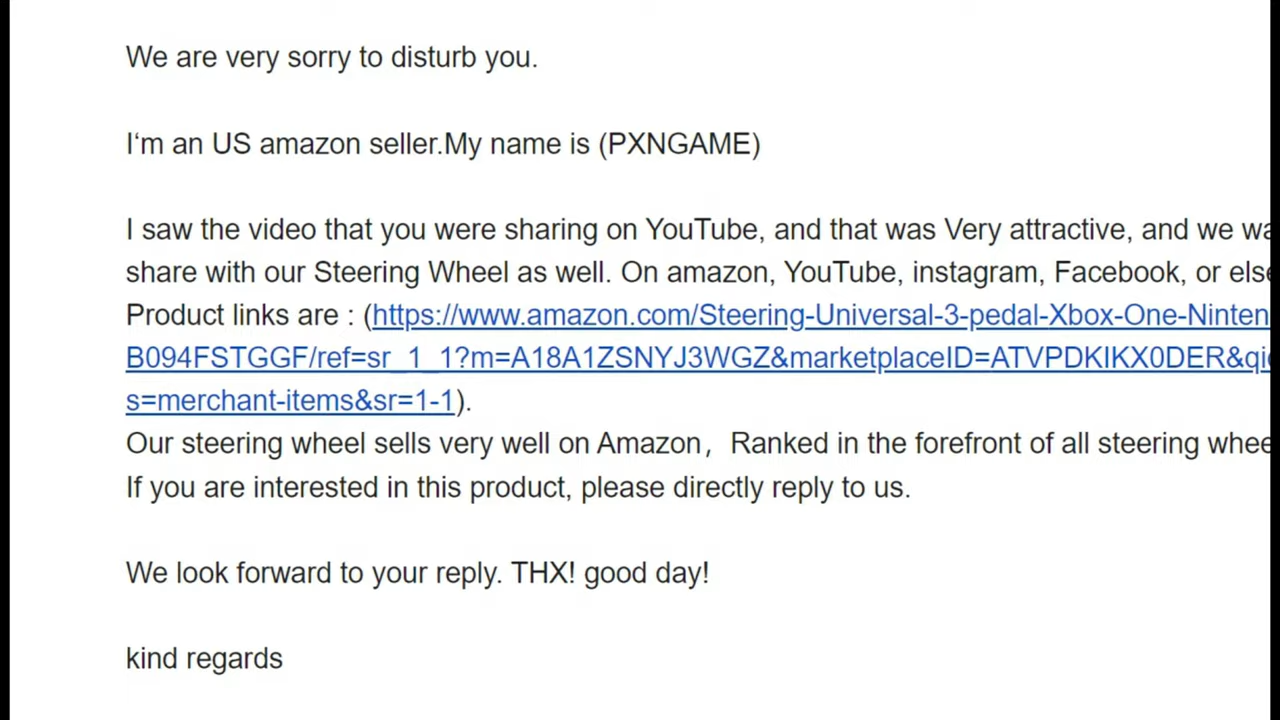 We are very sorry to disturb you.
I‘m an US amazon seller.My name is (PXNGAME)
I saw the video that you were sharing on YouTube, and that was Very attractive, and we
share with our Steering Wheel as well. On amazon, YouTube, instagram, Facebook, or
Product links are : (https://www.amazon.com/Steering-Universal-3-pedal-Xbox-One-Ninten
B094FSTGGF/ref=sr_1_1?m=A18A1ZSNYJ3WGZ&marketplaceID=ATVPDKIKX0DER&qi
s=merchant-items&sr=1-1).
Our steering wheel sells very well on Amazon，Ranked in the forefront of all steering
If you are interested in this product, please directly reply to us.
We look forward to your reply. THX! good day!
kind regards